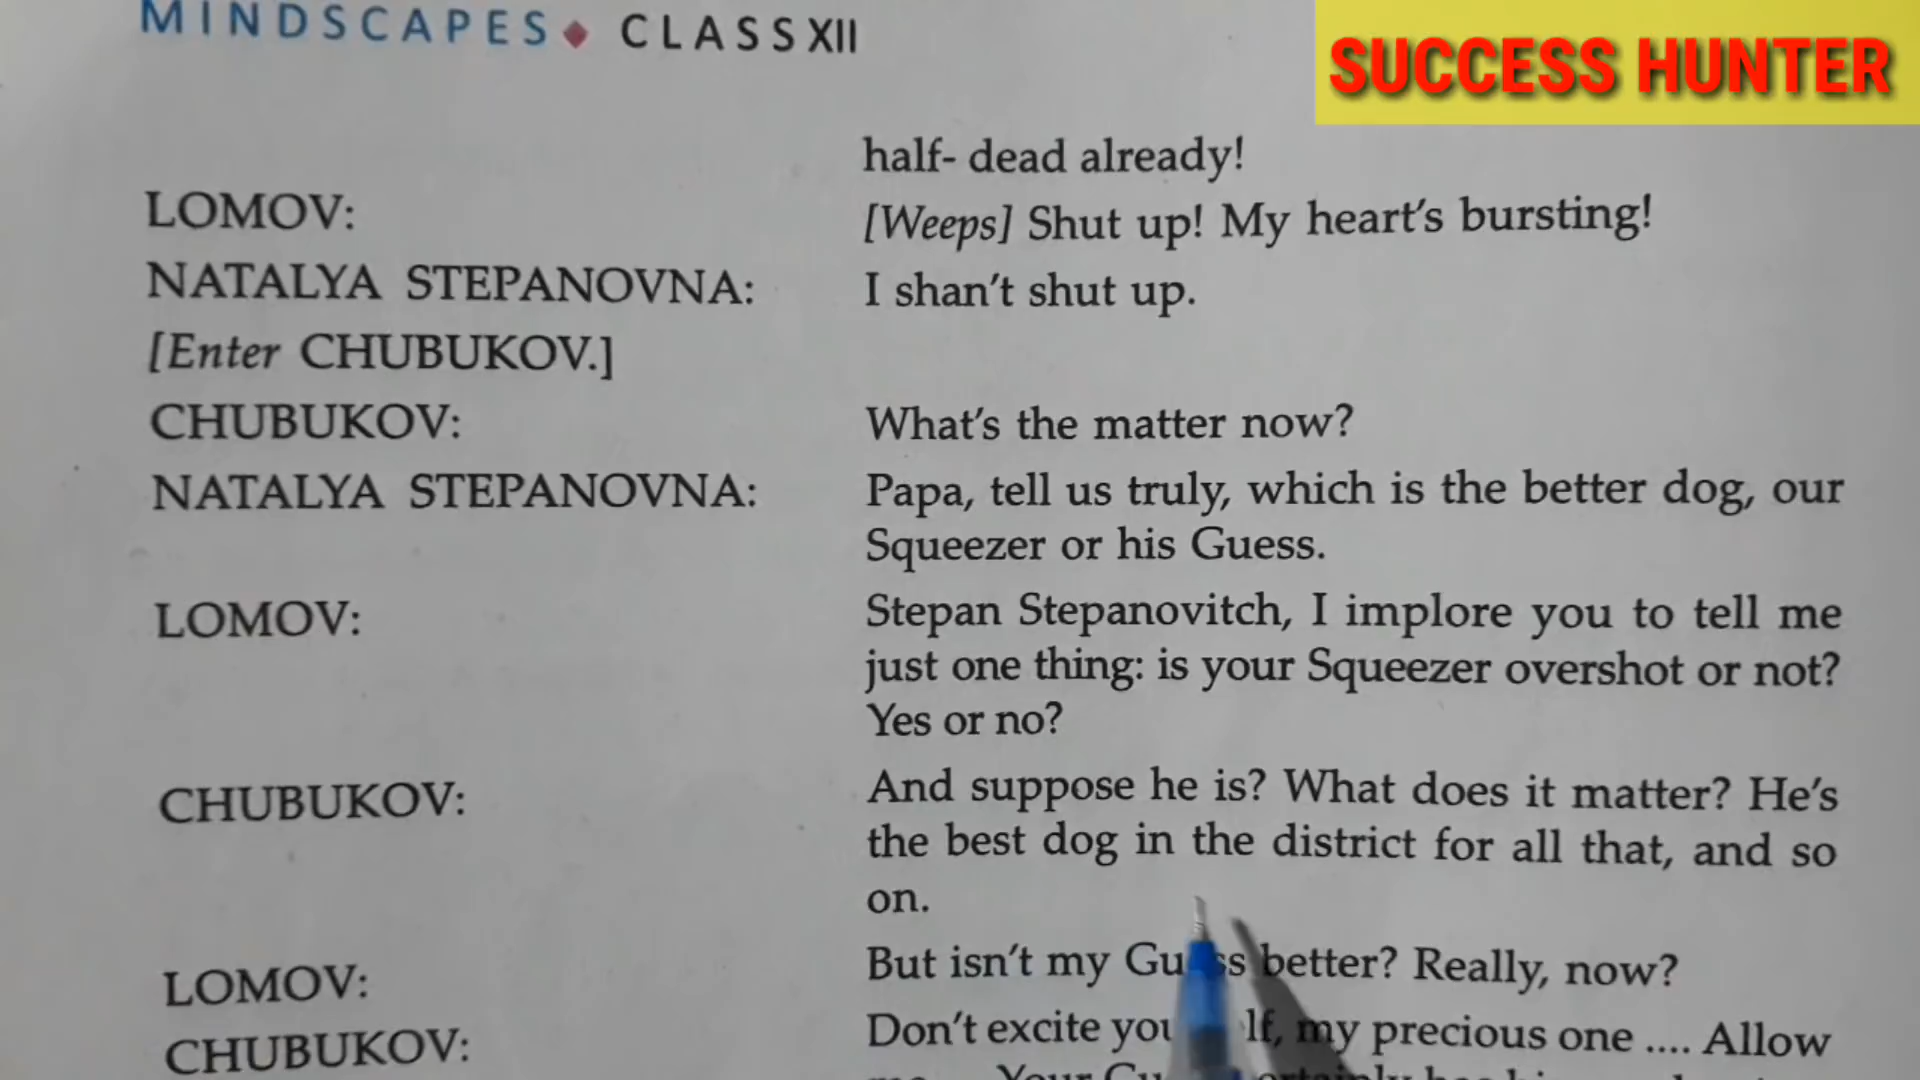 MINDSCAPES ♦ CLASS XII
SUCCESS HUNTER
half- dead already!
LOMOV: [Weeps] Shut up! My heart's bursting!
NATALYA STEPANOVNA: I shan't shut up.
[Enter CHUBUKOV.]
CHUBUKOV: What's the matter now?
NATALYA STEPANOVNA: Papa, tell us truly, which is the better dog, our
Squeezer or his Guess.
LOMOV: Stepan Stepanovitch, I implore you to tell me
just one thing: is your Squeezer overshot or not?
Yes or no?
CHUBUKOV: And suppose he is? What does it matter? He's
the best dog in the district for all that, and so
on.
LOMOV: But isn't my better? Really, now?
CHUBUKOV: Don't excite my precious one .... Allow
Your